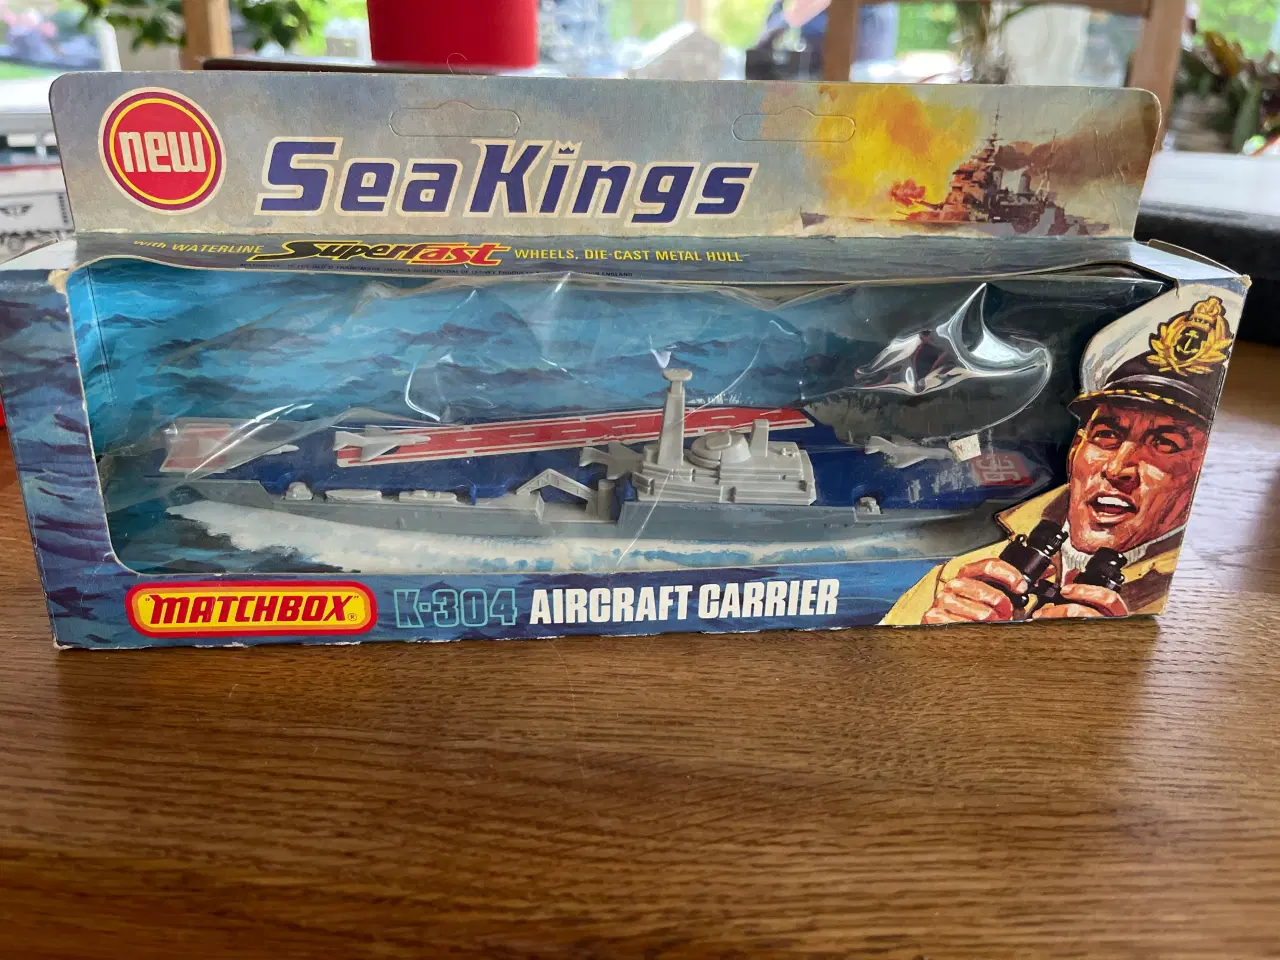 new
SeaKings
with WATERLINE Superfast WHEELS, DIE-CAST METAL HULL
"MATCHBOX"®
K-304 AIRCRAFT CARRIER